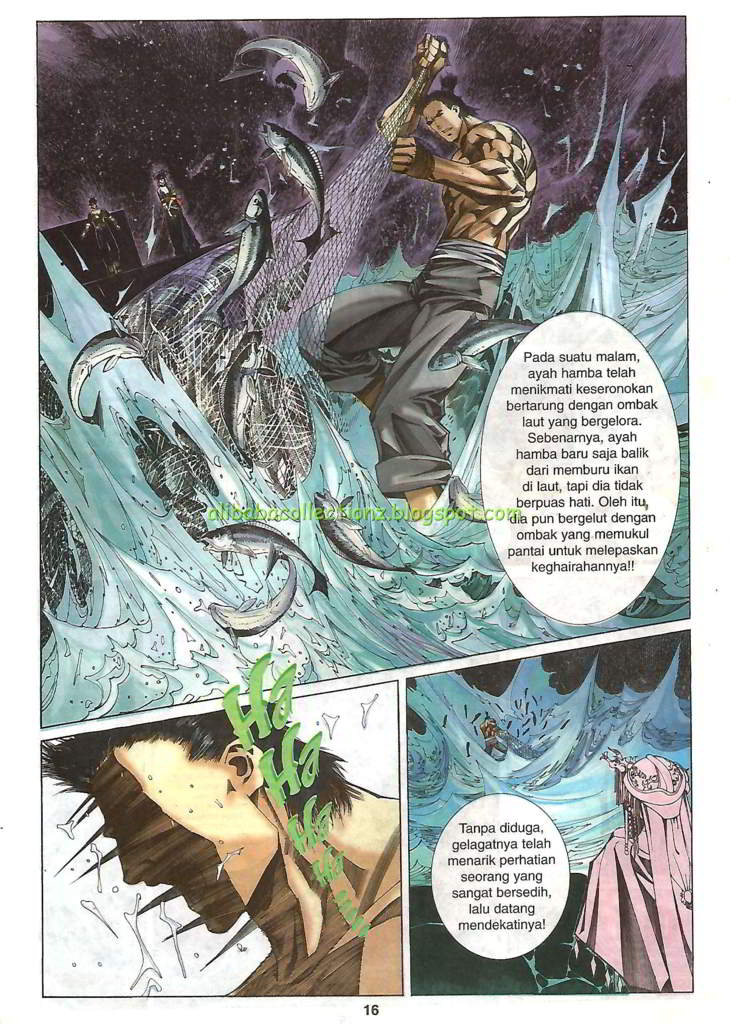 Pada suatu malam,
ayah hamba telah
menikmati keseronokan
bertarung dengan ombak
laut yang bergelora.
Sebenarnya, ayah
hamba baru saja balik
dari memburu ikan
di laut, tapi dia tidak
berpuas hati. Oleh itu,
dia pun bergelut dengan
ombak yang memukul
pantai untuk melepaskan
keghairahannya!!
alibabacollectionz.blogspot.com
Ha
Ha
Ha
Ha
Tanpa diduga,
gelagatnya telah
menarik perhatian
seorang yang
sangat bersedih,
lalu datang
mendekatinya!
16